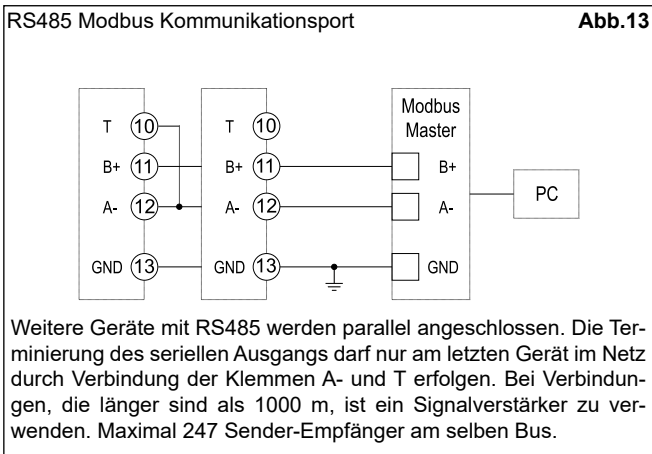 RS485 Modbus Kommunikationsport Abb.13
Modbus
Master
T 10 T 10
B+ 11 B+ 11 B+
PC
A- 12 A- 12 A-
GND 13 GND 13 GND
Weitere Geräte mit RS485 werden parallel angeschlossen. Die Ter-
minierung des seriellen Ausgangs darf nur am letzten Gerät im Netz
durch Verbindung der Klemmen A- und T erfolgen. Bei Verbindun-
gen, die länger sind als 1000 m, ist ein Signalverstärker zu ver-
wenden. Maximal 247 Sender-Empfänger am selben Bus.